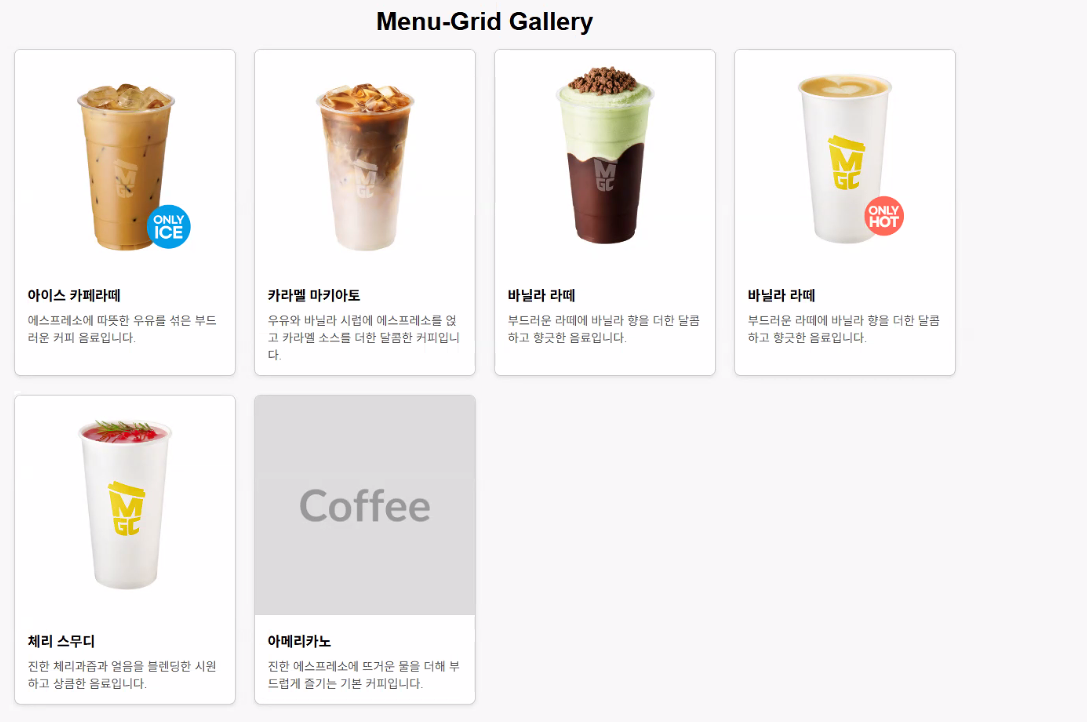 Menu-Grid Gallery
MGC
ONLY
ICE
MGC
MGC
MGC
ONLY
HOT
아이스 카페라떼
에스프레소에 따뜻한 우유를 섞은 부드
러운 커피 음료입니다.
카라멜 마키아토
우유와 바닐라 시럽에 에스프레소를 얹
고 카라멜 소스를 더한 달콤한 커피입니
다.
바닐라 라떼
부드러운 라떼에 바닐라 향을 더한 달콤
하고 향긋한 음료입니다.
바닐라 라떼
부드러운 라떼에 바닐라 향을 더한 달콤
하고 향긋한 음료입니다.
MGC
Coffee
체리 스무디
진한 체리과즙과 얼음을 블렌딩한 시원
하고 상큼한 음료입니다.
아메리카노
진한 에스프레소에 뜨거운 물을 더해 부
드럽게 즐기는 기본 커피입니다.